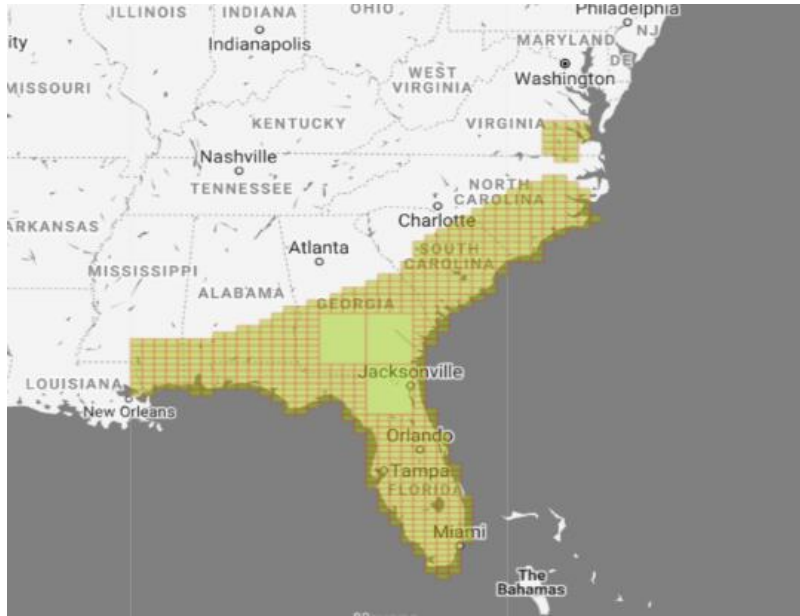 ILLINOIS
INDIANA
OHIO
Philadelphia
NJ
ity
Indianapolis
MARYLAND
DE
Washington
MISSOURI
WEST
VIRGINIA
KENTUCKY
VIRGINIA
Nashville
TENNESSEE
NORTH
CAROLINA
Charlotte
ARKANSAS
Atlanta
SOUTH
CAROLINA
MISSISSIPPI
ALABAMA
GEORGIA
LOUISIANA
Jacksonville
New Orleans
Orlando
Tampa
FLORIDA
Miami
The
Bahamas